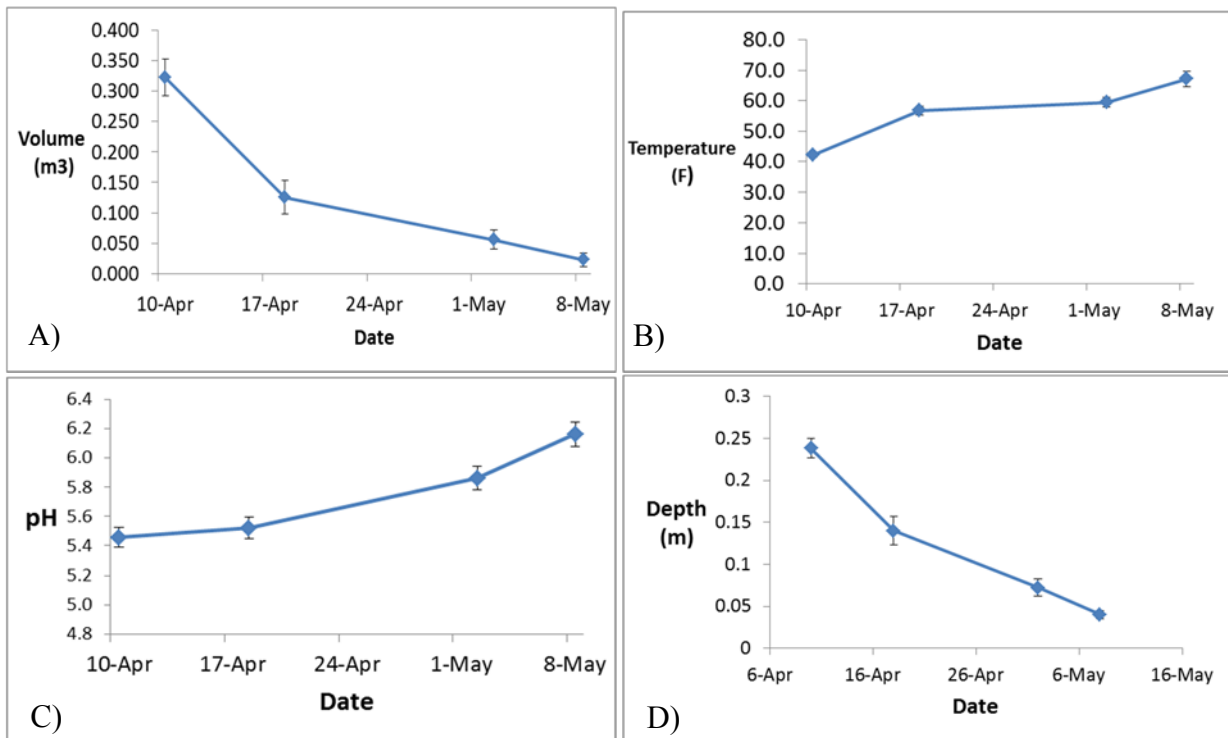 0.400
0.350
0.300
0.250
0.200
0.150
0.100
0.050
0.000
Volume
(m3)
10-Apr 17-Apr 24-Apr 1-May 8-May
Date
A)
80.0
70.0
60.0
50.0
40.0
30.0
20.0
10.0
0.0
Temperature
(F)
10-Apr 17-Apr 24-Apr 1-May 8-May
Date
B)
6.4
6.2
6.0
5.8
5.6
5.4
5.2
5.0
4.8
pH
10-Apr 17-Apr 24-Apr 1-May 8-May
Date
C)
0.3
0.25
0.2
0.15
0.1
0.05
0
Depth
(m)
6-Apr 16-Apr 26-Apr 6-May 16-May
Date
D)